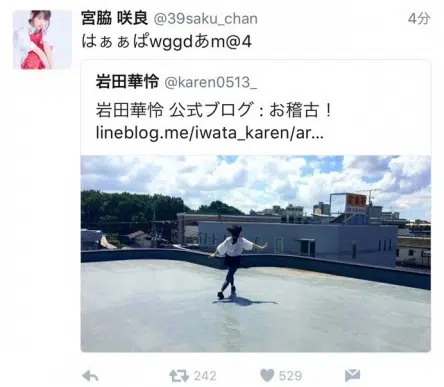 宮脇 咲良 @39saku_chan 4分
はぁぁぱwggdあm@4
岩田華怜 @karen0513_
岩田華怜 公式ブログ : お稽古！
lineblog.me/iwata_karen/ar...
242 529